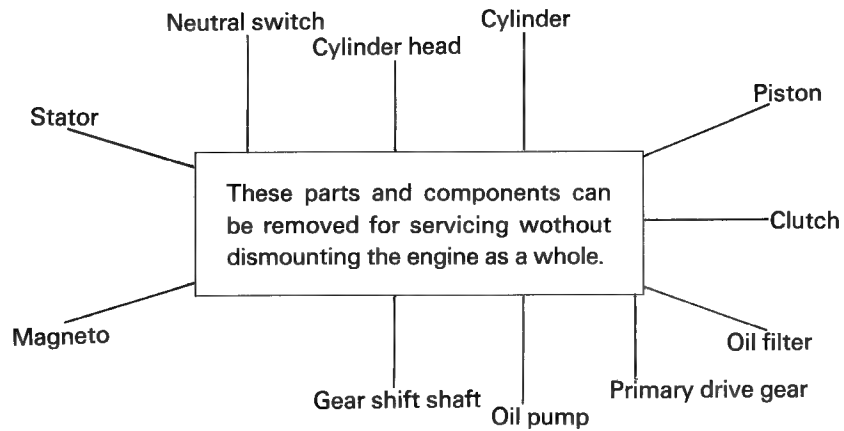 Neutral switch
Cylinder head
Cylinder
Piston
Stator
These parts and components can
be removed for servicing wothout
dismounting the engine as a whole.
Clutch
Magneto
Oil filter
Gear shift shaft
Oil pump
Primary drive gear